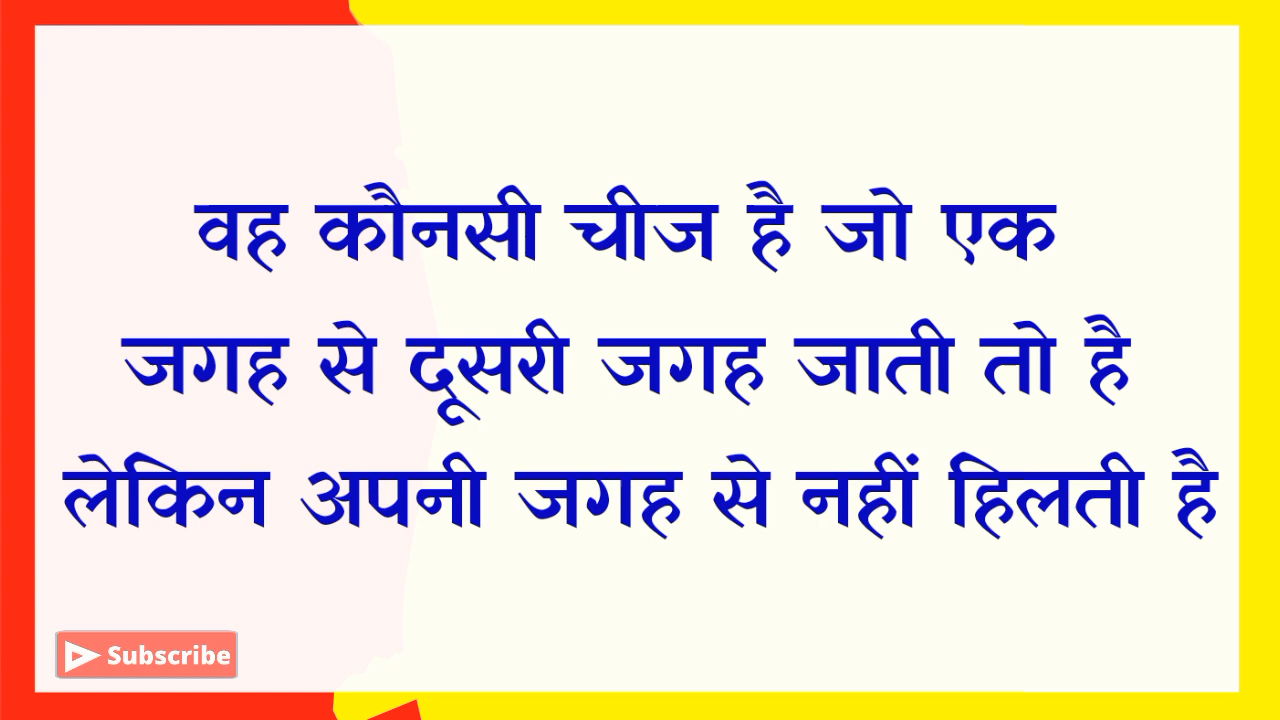 वह कौनसी चीज है जो एक
जगह से दूसरी जगह जाती तो है
लेकिन अपनी जगह से नहीं हिलती है
Subscribe